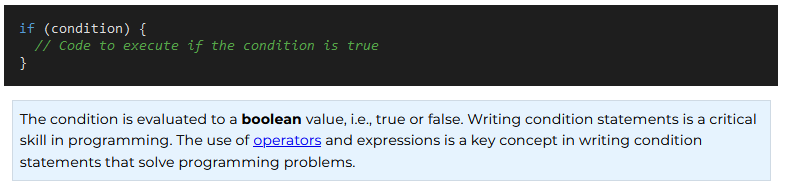 if (condition) {
// Code to execute if the condition is true
}
The condition is evaluated to a boolean value, i.e., true or false. Writing condition statements is a critical
skill in programming. The use of operators and expressions is a key concept in writing condition
statements that solve programming problems.